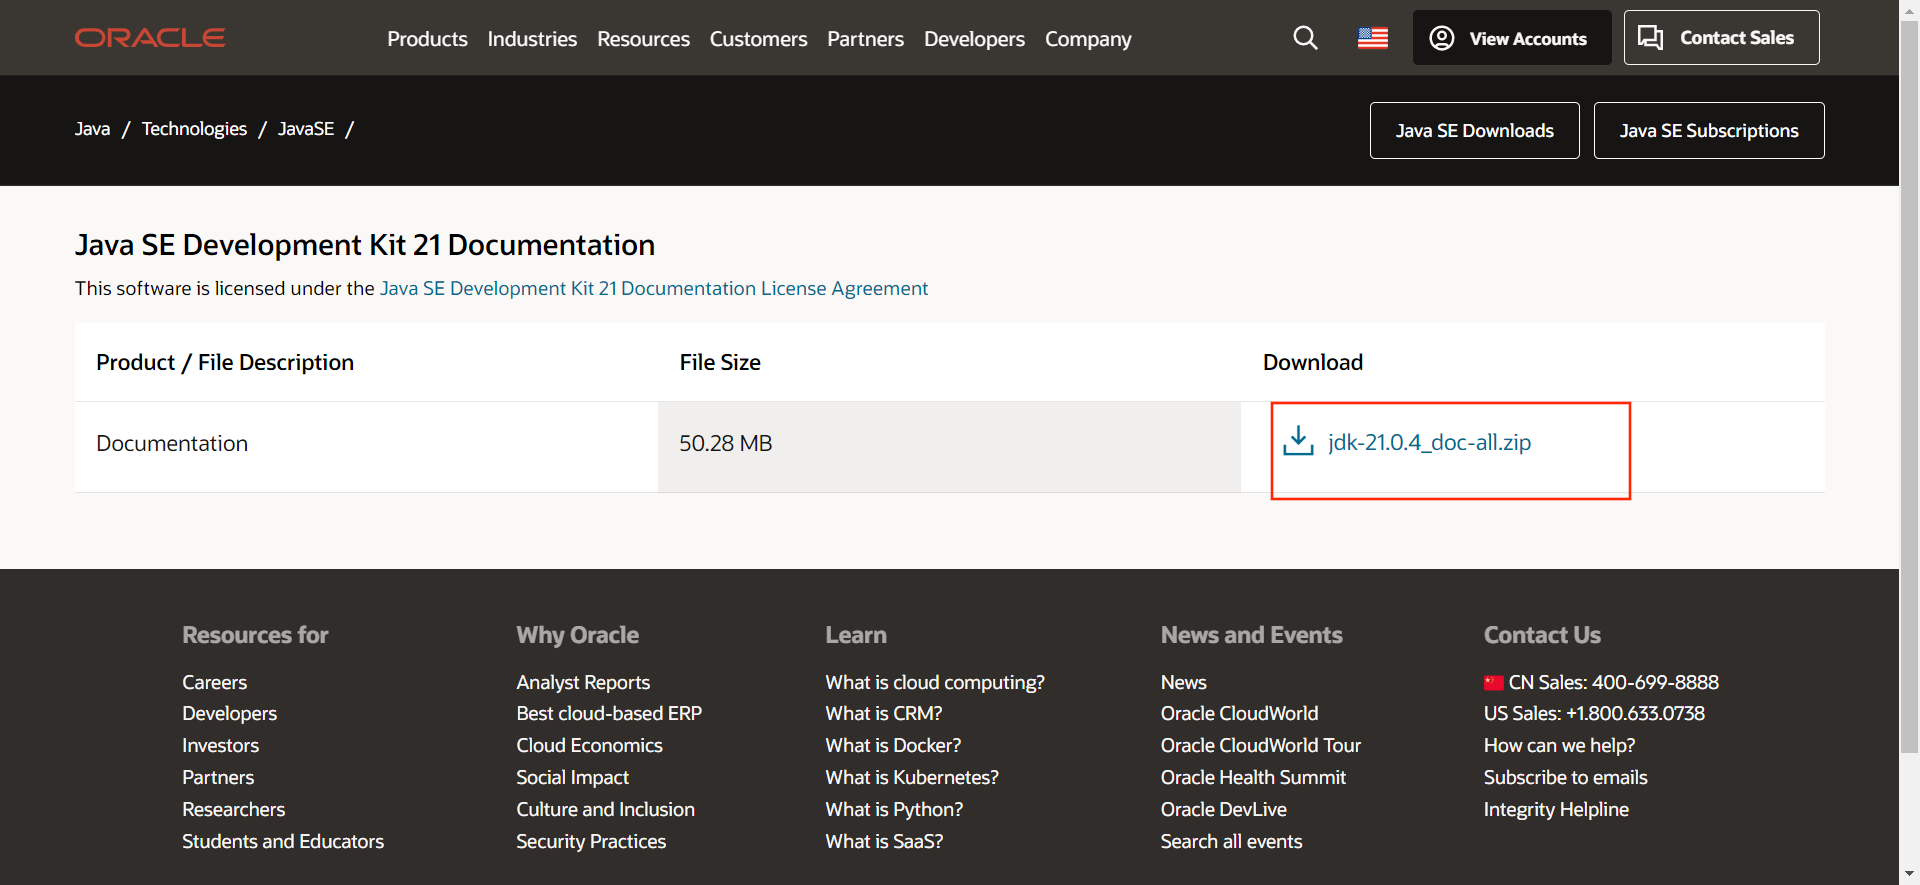 ORACLE
Products Industries Resources Customers Partners Developers Company
View Accounts
Contact Sales
Java / Technologies / JavaSE /
Java SE Downloads
Java SE Subscriptions
Java SE Development Kit 21 Documentation
This software is licensed under the Java SE Development Kit 21 Documentation License Agreement
Product / File Description File Size Download
Documentation 50.28 MB jdk-21.0.4_doc-all.zip
Resources for
Careers
Developers
Investors
Partners
Researchers
Students and Educators
Why Oracle
Analyst Reports
Best cloud-based ERP
Cloud Economics
Social Impact
Culture and Inclusion
Security Practices
Learn
What is cloud computing?
What is CRM?
What is Docker?
What is Kubernetes?
What is Python?
What is SaaS?
News and Events
News
Oracle CloudWorld
Oracle CloudWorld Tour
Oracle Health Summit
Oracle DevLive
Search all events
Contact Us
CN Sales: 400-699-8888
US Sales: +1.800.633.0738
How can we help?
Subscribe to emails
Integrity Helpline